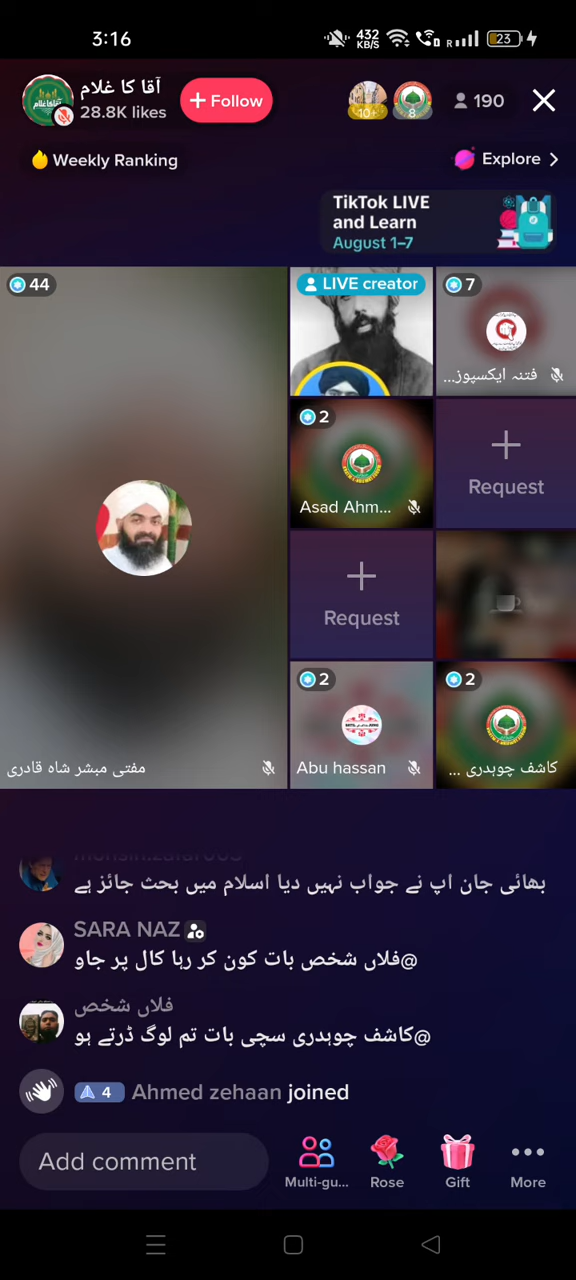 3:16
432
KB/S
R
23
آقا کا غلام
28.8K likes
+ Follow
10+
8
190
Weekly Ranking
Explore
TikTok LIVE
and Learn
August 1–7
44
LIVE creator
7
فتنہ ایکسپوز...
2
Asad Ahm...
Request
Request
مفتی مبشر شاہ قادری
2
Abu hassan
2
کاشف چوہدری ...
بھائی جان اپ نے جواب نہیں دیا اسلام میں بحث جائز ہے
SARA NAZ
@فلاں شخص بات کون کر رہا کال پر جاو
فلاں شخص
@کاشف چوہدری سچی بات تم لوگ ڈرتے ہو
4 Ahmed zehaan joined
Add comment
Multi-gu...
Rose
Gift
More